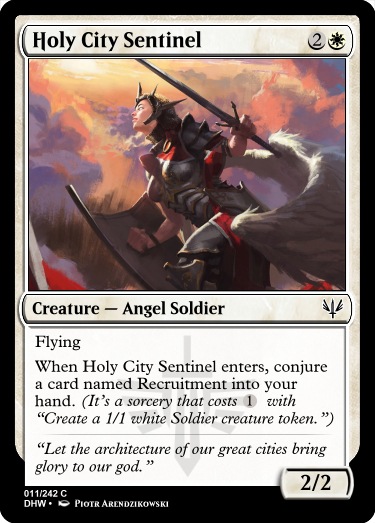 Holy City Sentinel 2
Creature — Angel Soldier
Flying
When Holy City Sentinel enters, conjure
a card named Recruitment into your
hand. (It's a sorcery that costs 1 with
"Create a 1/1 white Soldier creature token.")
"Let the architecture of our great cities bring
glory to our god."
2/2
011/242 C
DHW • Piotr Arendzikowski